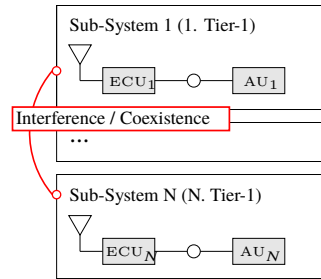 Sub-System 1 (1. Tier-1)
ECU1 AU1
Interference / Coexistence
...
Sub-System N (N. Tier-1)
ECUN AUN